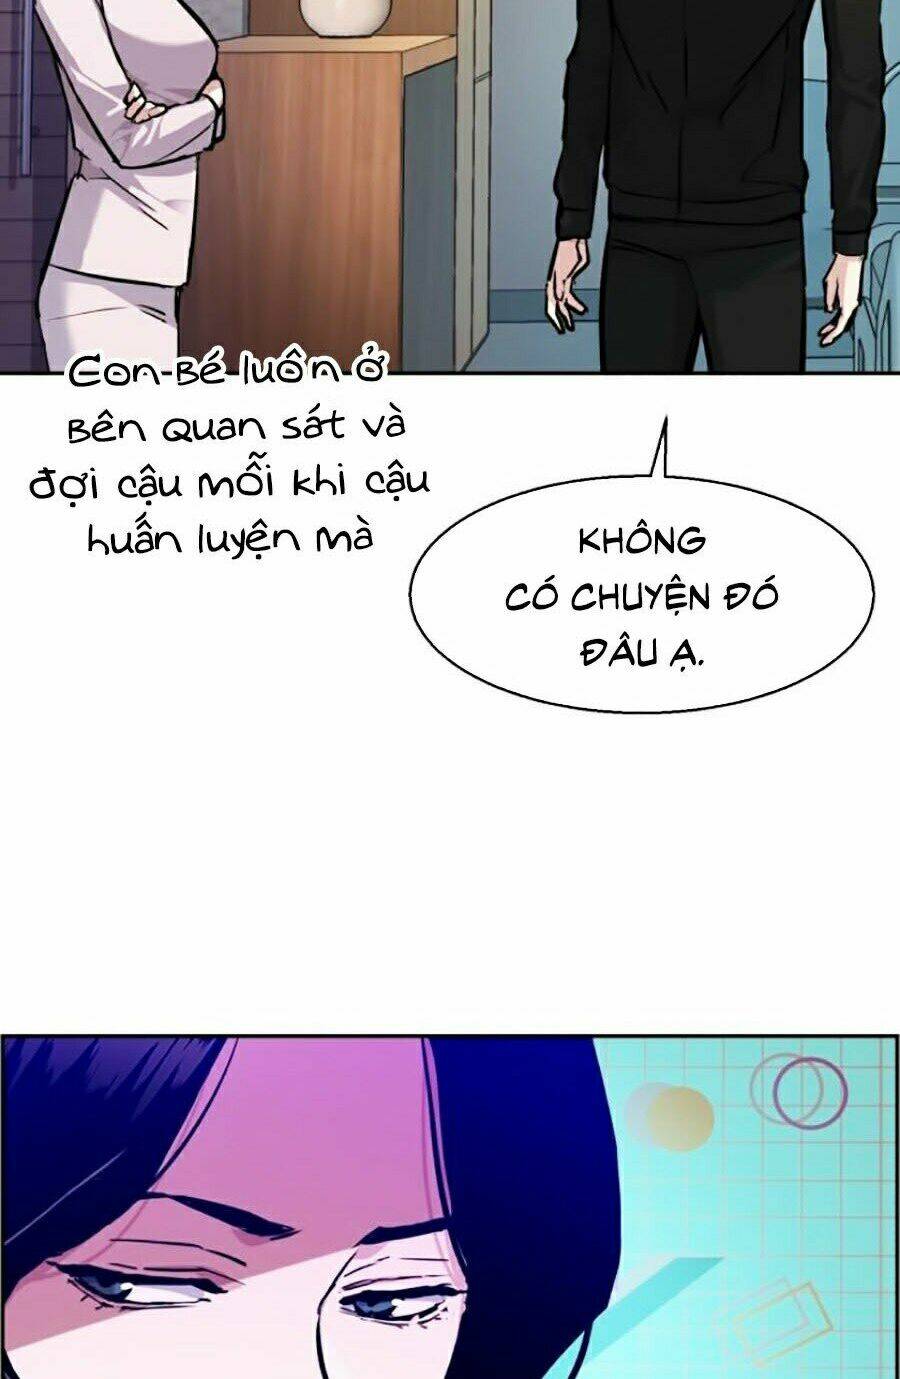 Con bé luôn ở
bên quan sát và
đợi cậu mỗi khi cậu
huấn luyện mà
KHÔNG
CÓ CHUYỆN ĐÓ
ĐÂU Ạ.